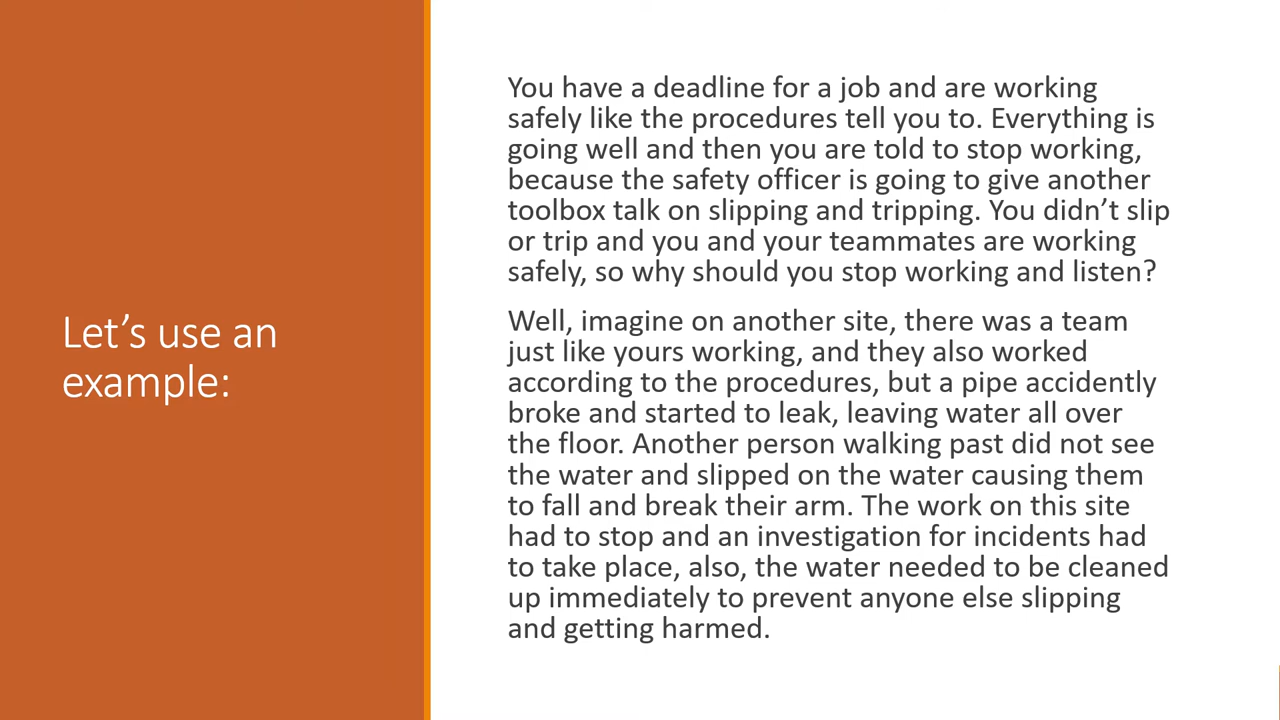 Let’s use an
example:
You have a deadline for a job and are working
safely like the procedures tell you to. Everything is
going well and then you are told to stop working,
because the safety officer is going to give another
toolbox talk on slipping and tripping. You didn’t slip
or trip and you and your teammates are working
safely, so why should you stop working and listen?
Well, imagine on another site, there was a team
just like yours working, and they also worked
according to the procedures, but a pipe accidently
broke and started to leak, leaving water all over
the floor. Another person walking past did not see
the water and slipped on the water causing them
to fall and break their arm. The work on this site
had to stop and an investigation for incidents had
to take place, also, the water needed to be cleaned
up immediately to prevent anyone else slipping
and getting harmed.